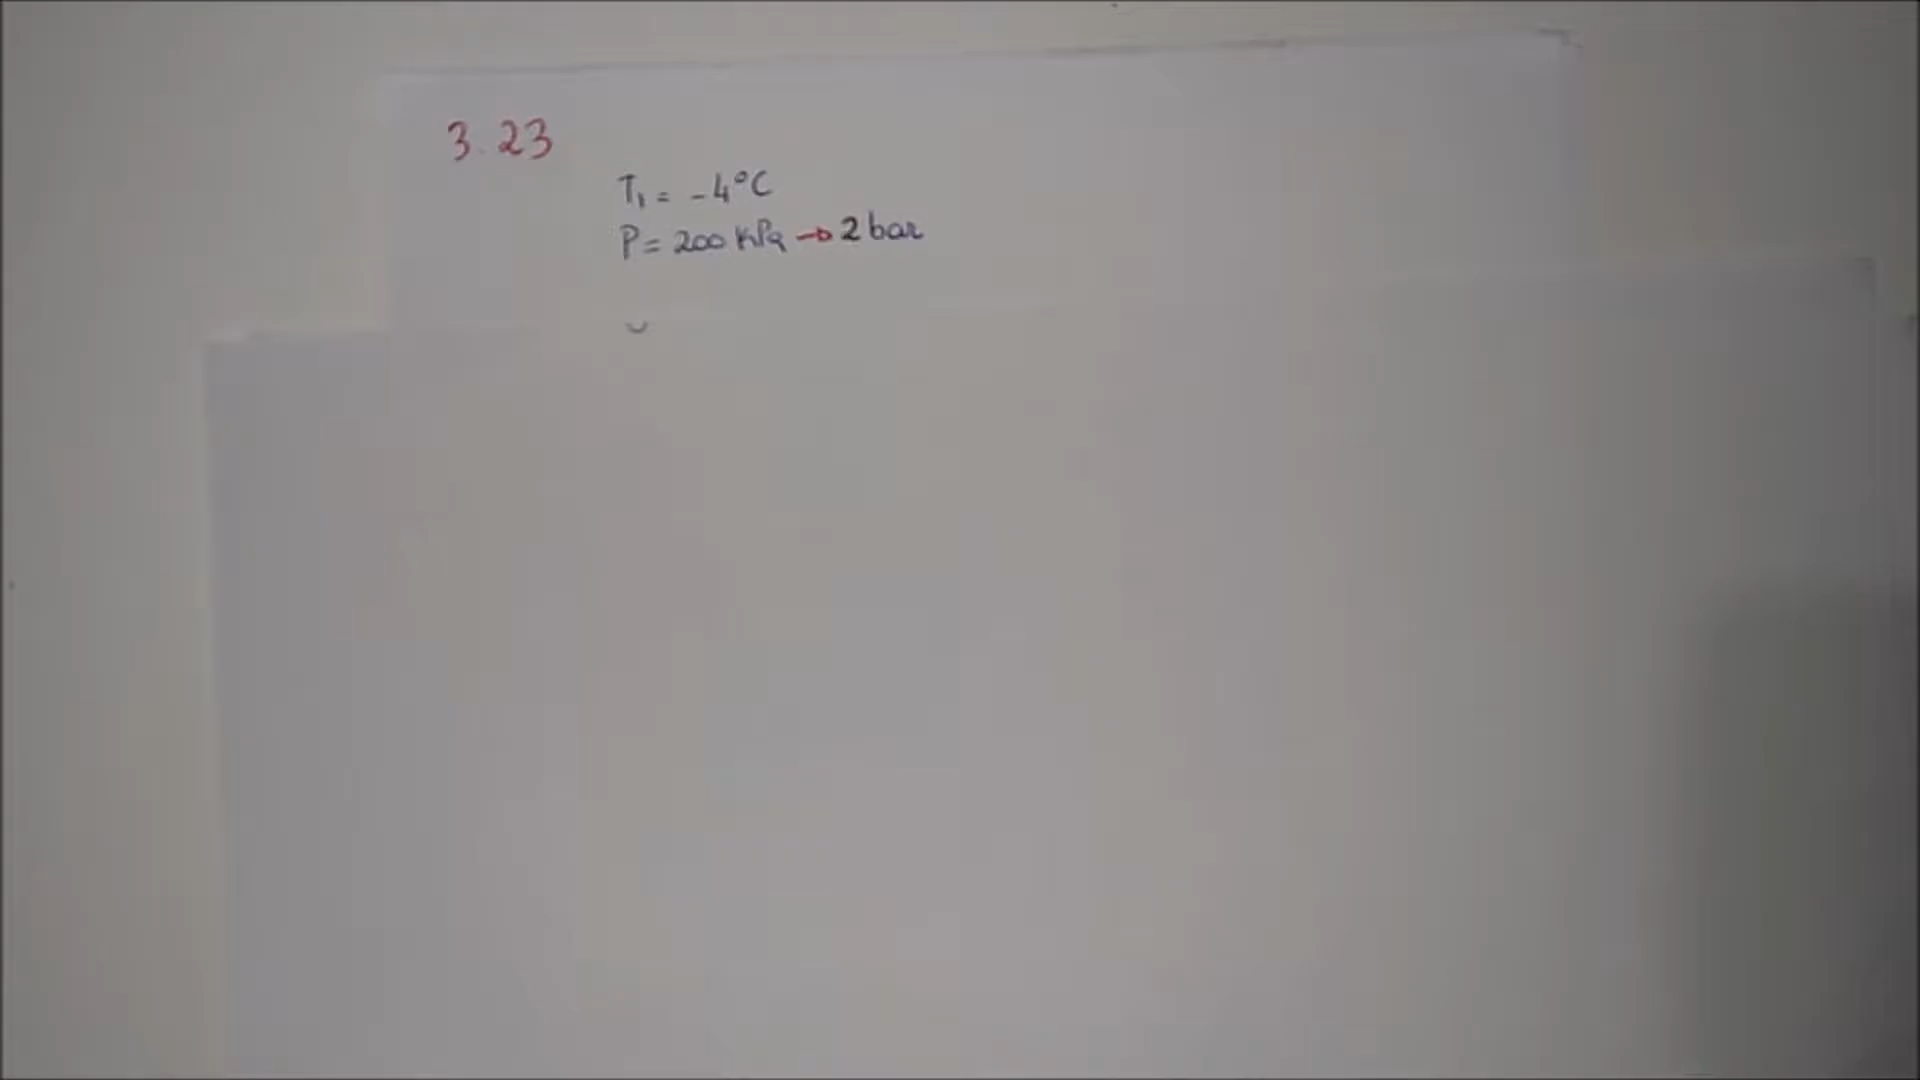 3.23
T₁ = -4°C
P = 200 KPa → 2 bar